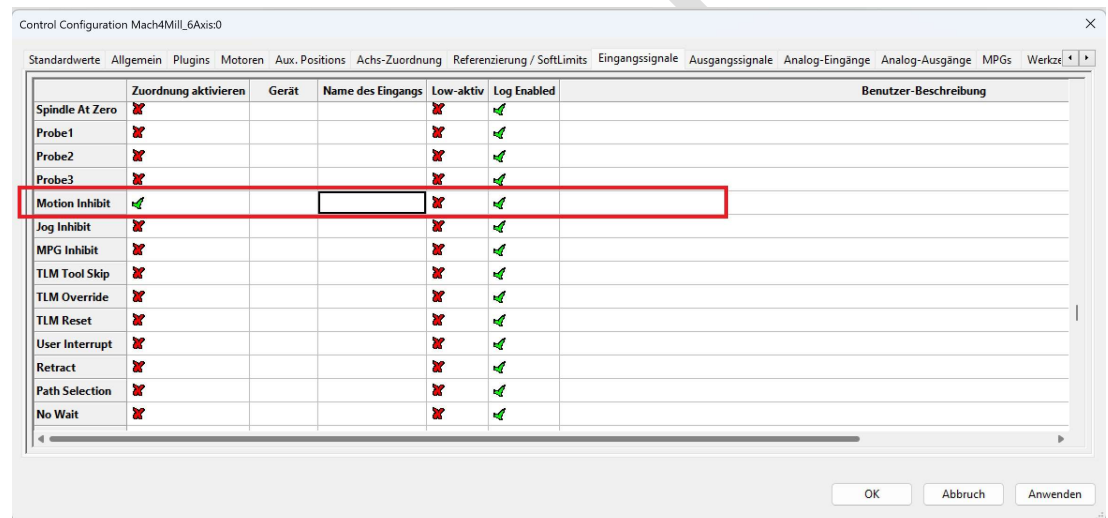 Control Configuration Mach4Mill_6Axis:0
Standardwerte Allgemein Plugins Motoren Aux. Positions Achs-Zuordnung Referenzierung / SoftLimits Eingangssignale Ausgangssignale Analog-Eingänge Analog-Ausgänge MPGs
Zuordnung aktivieren Gerät Name des Eingangs Low-aktiv Log Enabled Benutzer-Beschreibung
Spindle At Zero
Probe1
Probe2
Probe3
Motion Inhibit
Jog Inhibit
MPG Inhibit
TLM Tool Skip
TLM Override
TLM Reset
User Interrupt
Retract
Path Selection
No Wait
OK Abbruch Anwenden